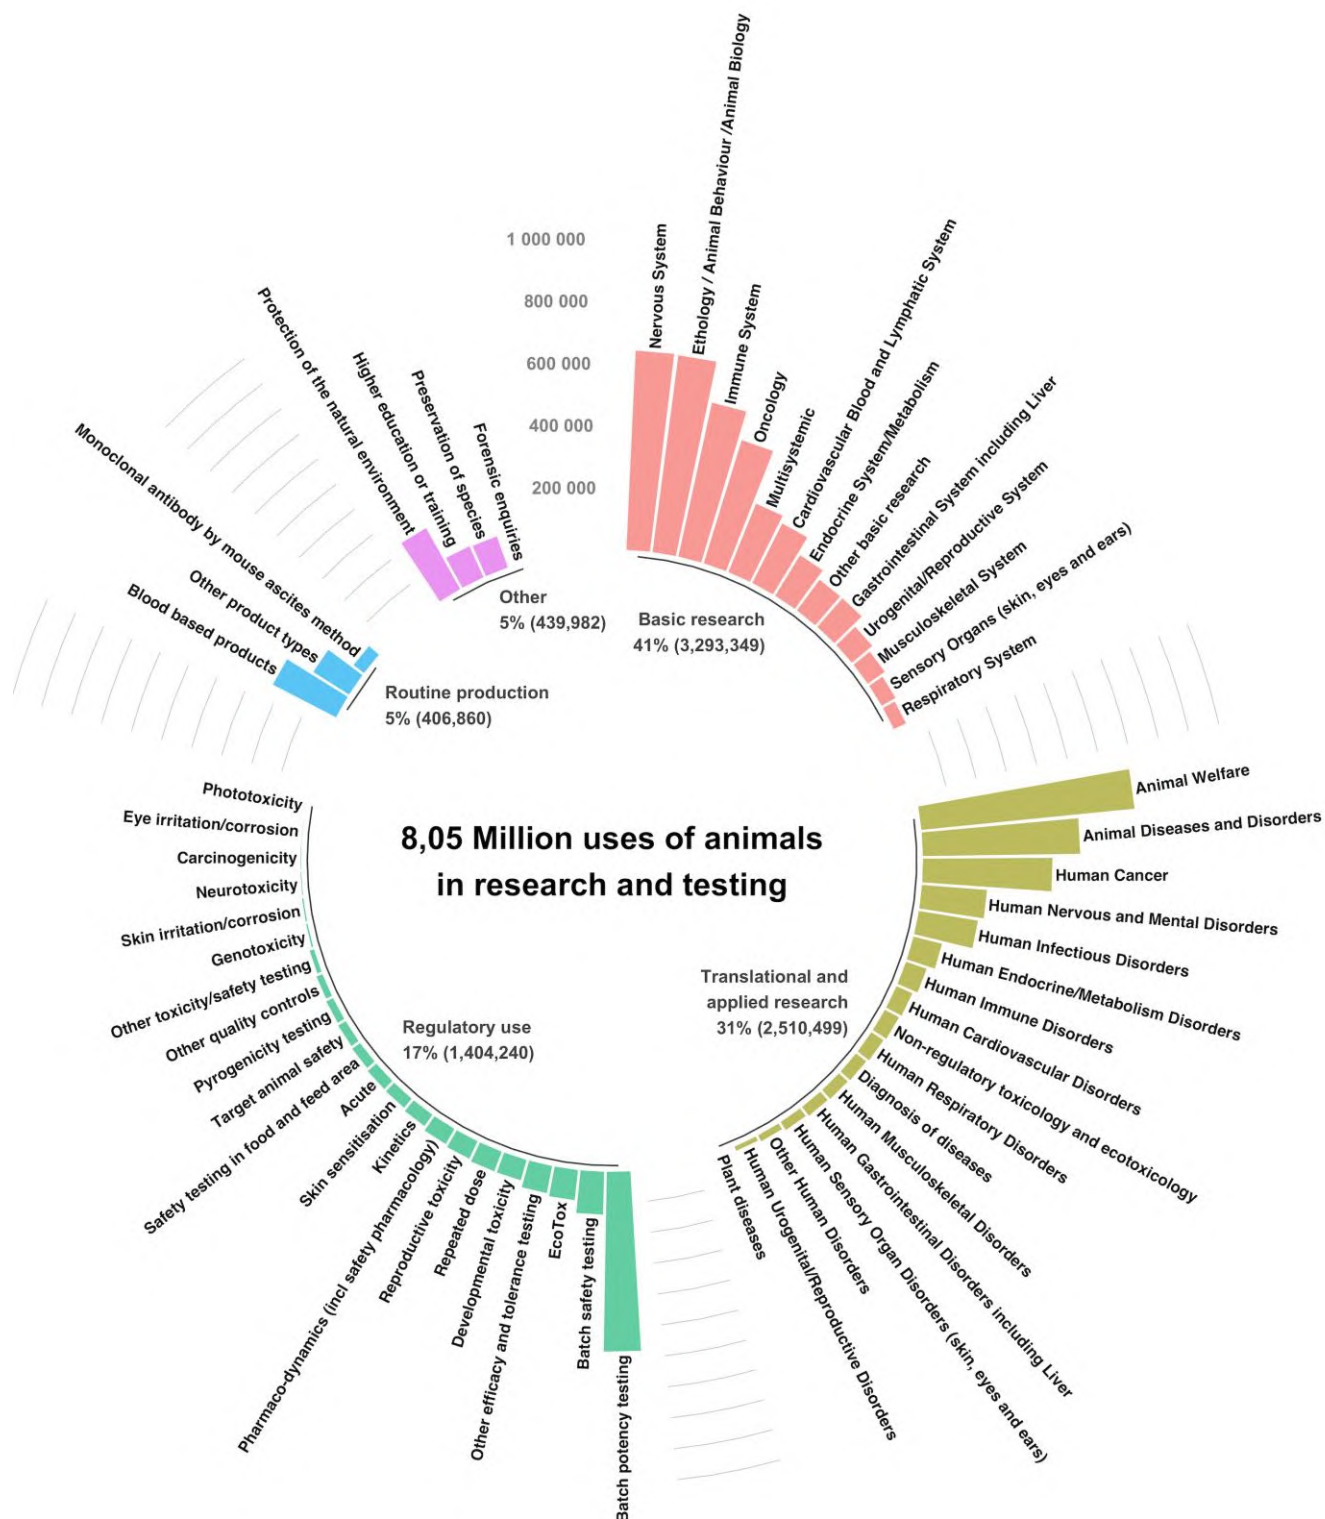 1 000 000
800 000
600 000
400 000
200 000
Nervous System
Ethology / Animal Behaviour /Animal Biology
Immune System
Oncology
Multisystemic
Cardiovascular Blood and Lymphatic System
Endocrine System/Metabolism
Other basic research
Gastrointestinal System including Liver
Urogenital/Reproductive System
Musculoskeletal System
Sensory Organs (skin, eyes and ears)
Respiratory System
Basic research
41% (3,293,349)
Animal Welfare
Animal Diseases and Disorders
Human Cancer
Human Nervous and Mental Disorders
Human Infectious Disorders
Human Endocrine/Metabolism Disorders
Human Immune Disorders
Human Cardiovascular Disorders
Non-regulatory toxicology and ecotoxicology
Human Respiratory Disorders
Diagnosis of diseases
Human Musculoskeletal Disorders
Human Gastrointestinal Disorders including Liver
Human Sensory Organ Disorders (skin, eyes and ears)
Other Human Disorders
Human Urogenital/Reproductive Disorders
Plant diseases
Translational and
applied research
31% (2,510,499)
Batch potency testing
Batch safety testing
EcoTox
Other efficacy and tolerance testing
Developmental toxicity
Repeated dose
Reproductive toxicity
Pharmaco-dynamics (incl safety pharmacology)
Kinetics
Skin sensitisation
Acute
Safety testing in food and feed area
Target animal safety
Pyrogenicity testing
Other quality controls
Other toxicity/safety testing
Genotoxicity
Skin irritation/corrosion
Neurotoxicity
Carcinogenicity
Eye irritation/corrosion
Phototoxicity
Regulatory use
17% (1,404,240)
Blood based products
Other product types
Monoclonal antibody by mouse ascites method
Routine production
5% (406,860)
Protection of the natural environment
Higher education or training
Preservation of species
Forensic enquiries
Other
5% (439,982)
8,05 Million uses of animals
in research and testing